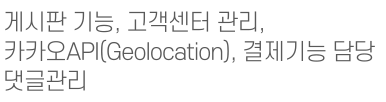 게시판 기능, 고객센터 관리,
카카오API(Geolocation), 결제기능 담당
댓글관리